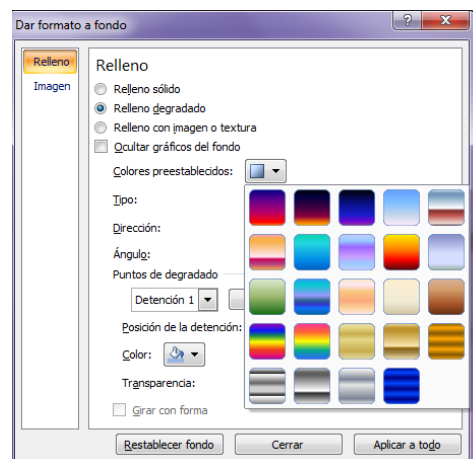 Dar formato a fondo
Relleno
Imagen
Relleno
Relleno sólido
Relleno degradado
Relleno con imagen o textura
Ocultar gráficos del fondo
Colores preestablecidos:
Tipo:
Dirección:
Ángulo:
Puntos de degradado
Detención 1
Posición de la detención:
Color:
Transparencia:
Girar con forma
Restablecer fondo
Cerrar
Aplicar a todo